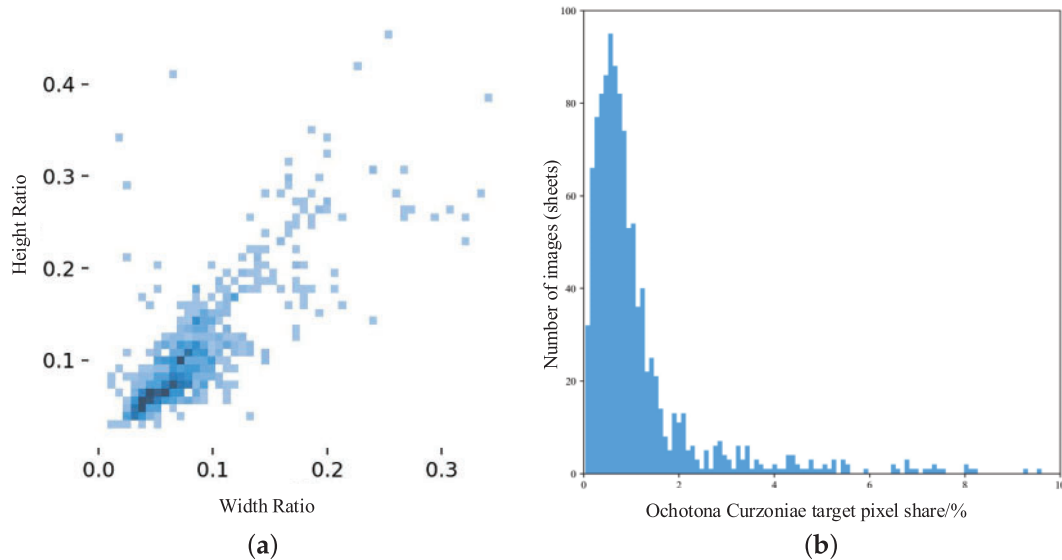 0.4
0.3
0.2
0.1
Height Ratio
0.0 0.1 0.2 0.3
Width Ratio
(a)
100
80
60
40
20
0
Number of images (sheets)
0 2 4 6 8 10
Ochotona Curzoniae target pixel share/%
(b)